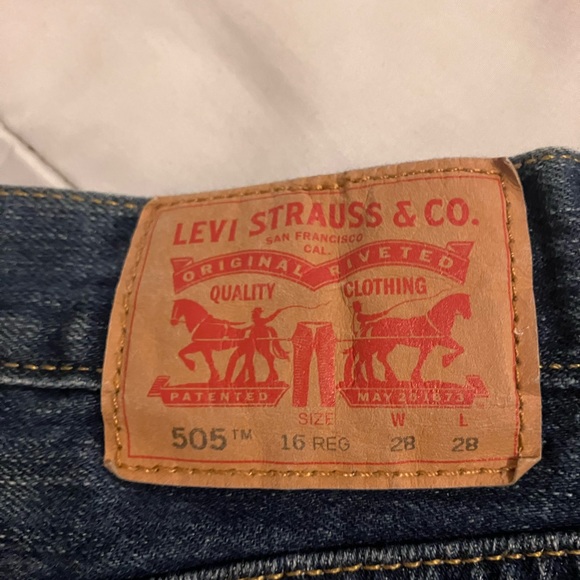 LEVI STRAUSS & CO.
SAN FRANCISCO
CAL.
ORIGINAL RIVETED
QUALITY CLOTHING
PATENTED MAY 20 1873
SIZE W L
505™ 16 REG 28 28